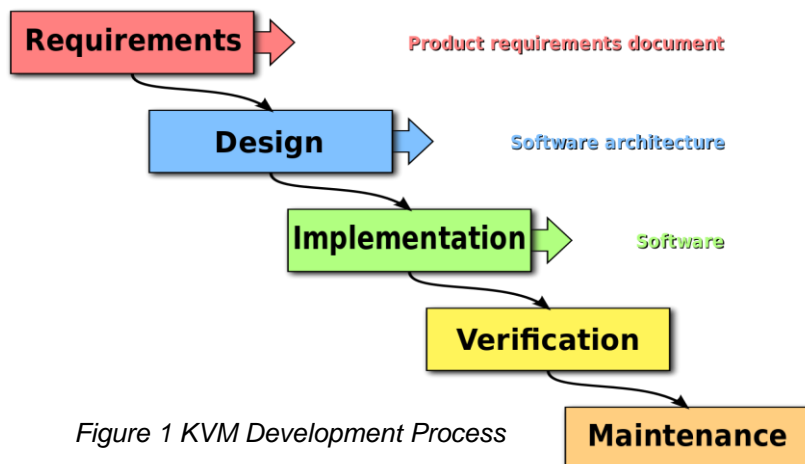 Requirements
Product requirements document
Design
Software architecture
Implementation
Software
Verification
Figure 1 KVM Development Process
Maintenance